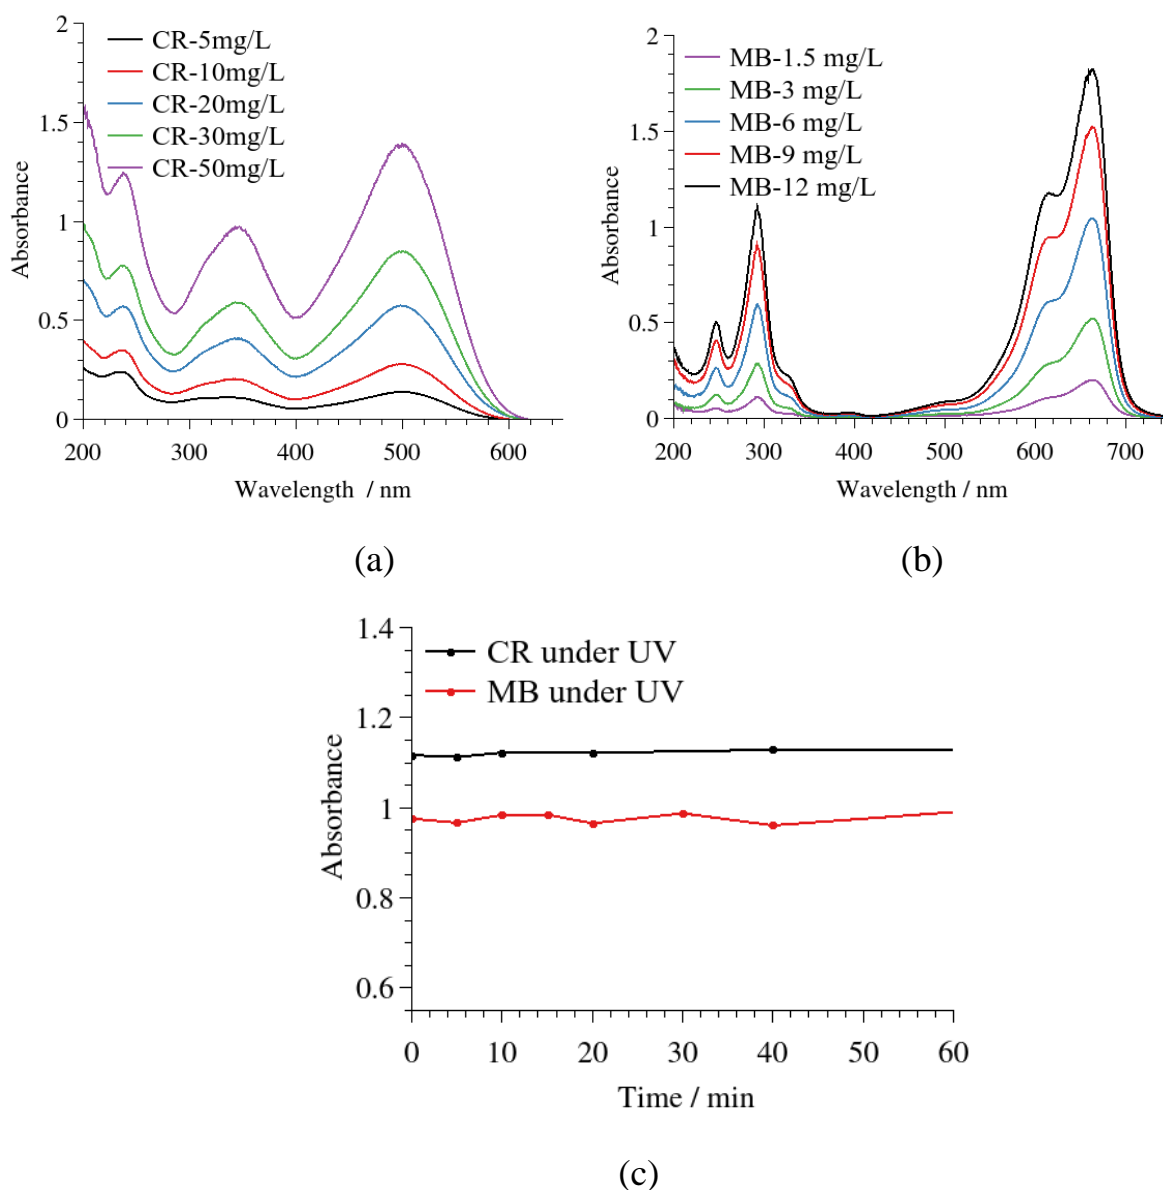 2
1.5
1
0.5
0
Absorbance
CR-5mg/L
CR-10mg/L
CR-20mg/L
CR-30mg/L
CR-50mg/L
200 300 400 500 600
Wavelength / nm
(a)
2
1.5
1
0.5
0
Absorbance
MB-1.5 mg/L
MB-3 mg/L
MB-6 mg/L
MB-9 mg/L
MB-12 mg/L
200 300 400 500 600 700
Wavelength / nm
(b)
1.4
1.2
1
0.8
0.6
Absorbance
CR under UV
MB under UV
0 10 20 30 40 50 60
Time / min
(c)